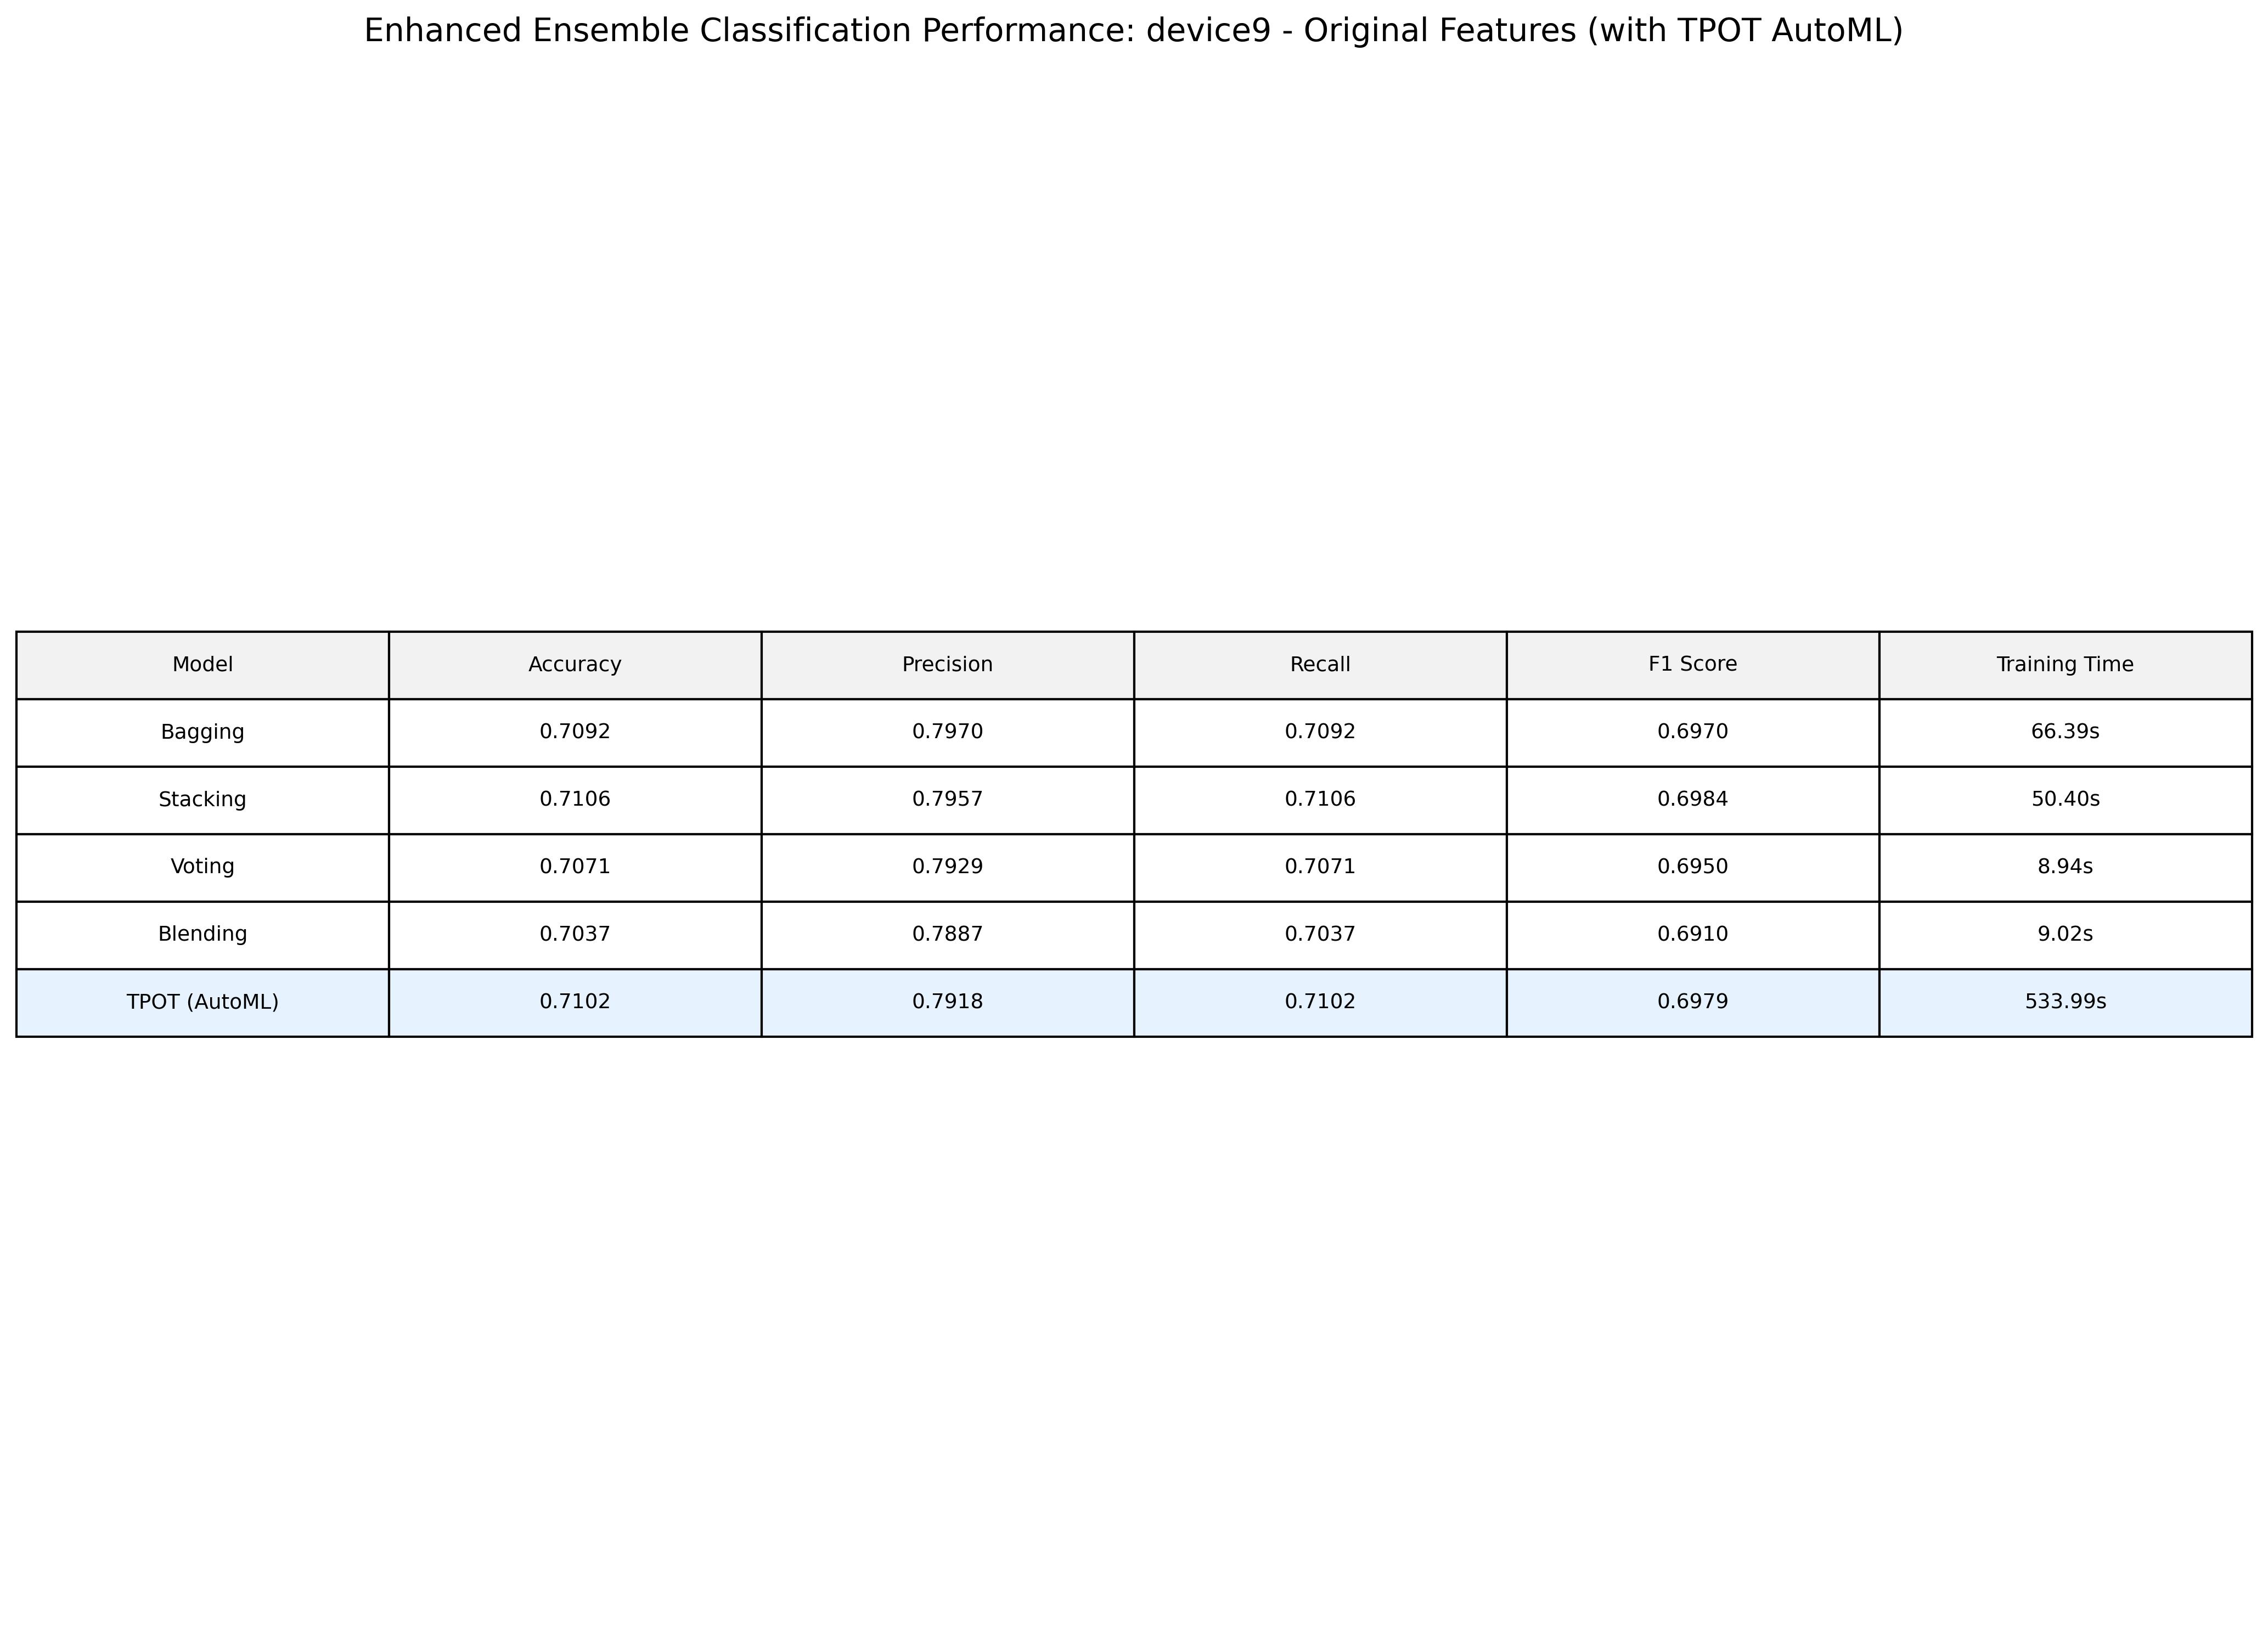 Enhanced Ensemble Classification Performance: device9 - Original Features (with TPOT AutoML)
Model Accuracy Precision Recall F1 Score Training Time
Bagging 0.7092 0.7970 0.7092 0.6970 66.39s
Stacking 0.7106 0.7957 0.7106 0.6984 50.40s
Voting 0.7071 0.7929 0.7071 0.6950 8.94s
Blending 0.7037 0.7887 0.7037 0.6910 9.02s
TPOT (AutoML) 0.7102 0.7918 0.7102 0.6979 533.99s